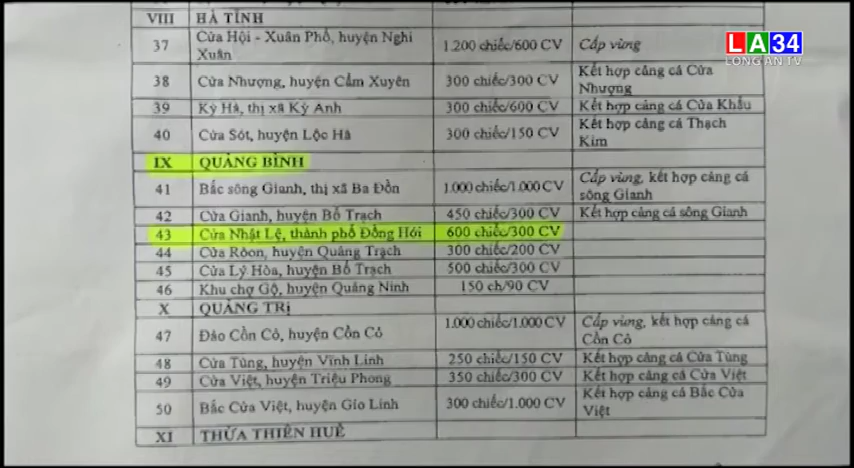 VIII HÀ TĨNH
37 Cửa Hội - Xuân Phổ, huyện Nghi Xuân 1.200 chiếc/600 CV Cấp vùng
LA34
LONG AN TV
38 Cửa Nhượng, huyện Cẩm Xuyên 300 chiếc/300 CV Kết hợp cảng cá Cửa Nhượng
39 Kỳ Hà, thị xã Kỳ Anh 300 chiếc/600 CV Kết hợp cảng cá Cửa Khẩu
40 Cửa Sót, huyện Lộc Hà 300 chiếc/150 CV Kết hợp cảng cá Thạch Kim
IX QUẢNG BÌNH
41 Bắc sông Gianh, thị xã Ba Đồn 1.000 chiếc/1.000 CV Cấp vùng, kết hợp cảng cá sông Gianh
42 Cửa Gianh, huyện Bố Trạch 450 chiếc/300 CV Kết hợp cảng cá sông Gianh
43 Cửa Nhật Lệ, thành phố Đồng Hới 600 chiếc/300 CV
44 Cửa Ròon, huyện Quảng Trạch 300 chiếc/200 CV
45 Cửa Lý Hòa, huyện Bố Trạch 500 chiếc/300 CV
46 Khu chợ Gộ, huyện Quảng Ninh 150 ch/90 CV
X QUẢNG TRỊ
47 Đảo Cồn Cỏ, huyện Cồn Cỏ 1.000 chiếc/1.000 CV Cấp vùng, kết hợp cảng cá Cồn Cỏ
48 Cửa Tùng, huyện Vĩnh Linh 250 chiếc/150 CV Kết hợp cảng cá Cửa Tùng
49 Cửa Việt, huyện Triệu Phong 350 chiếc/300 CV Kết hợp cảng cá Cửa Việt
50 Bắc Cửa Việt, huyện Gio Linh 300 chiếc/1.000 CV Kết hợp cảng cá Bắc Cửa Việt
XI THỪA THIÊN HUẾ